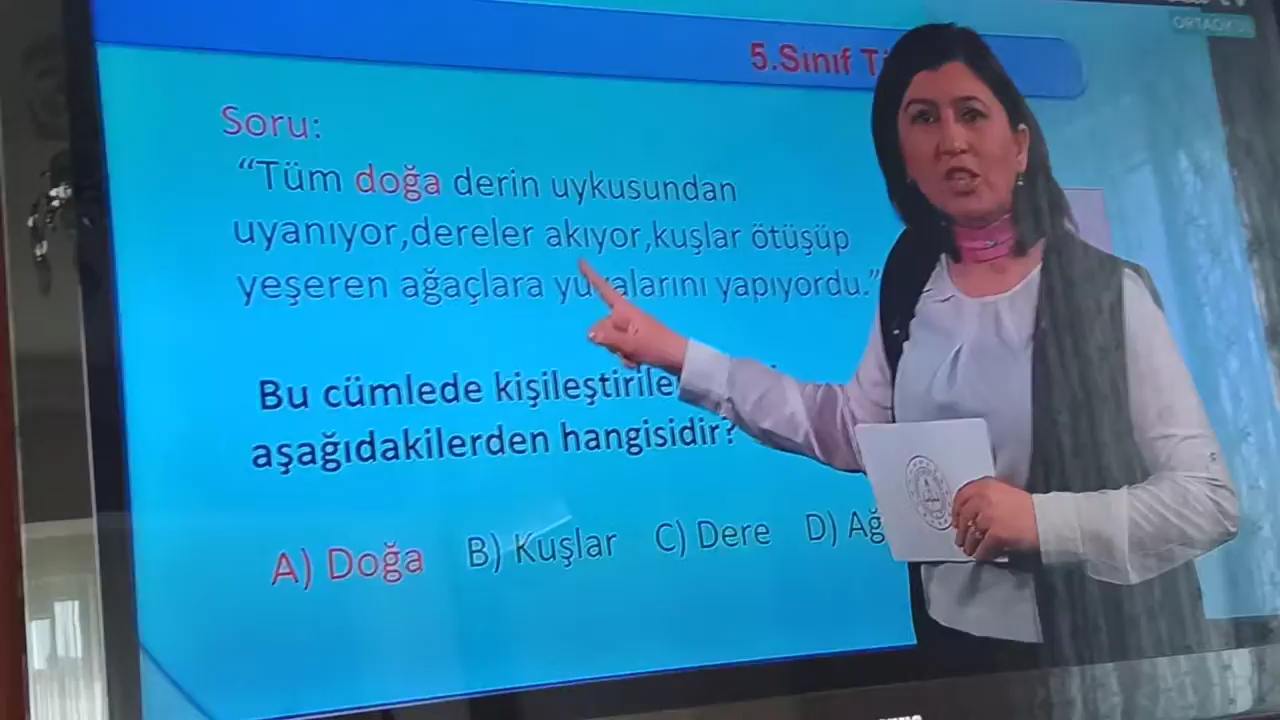 ORTAOKUL
5.Sınıf
Soru:
“Tüm doğa derin uykusundan
uyanıyor,dereler akıyor,kuşlar ötüşüp
yeşeren ağaçlara yuvalarını yapıyordu.”
Bu cümlede
aşağıdakilerden hangisidir?
A) Doğa B) Kuşlar C) Dere D)